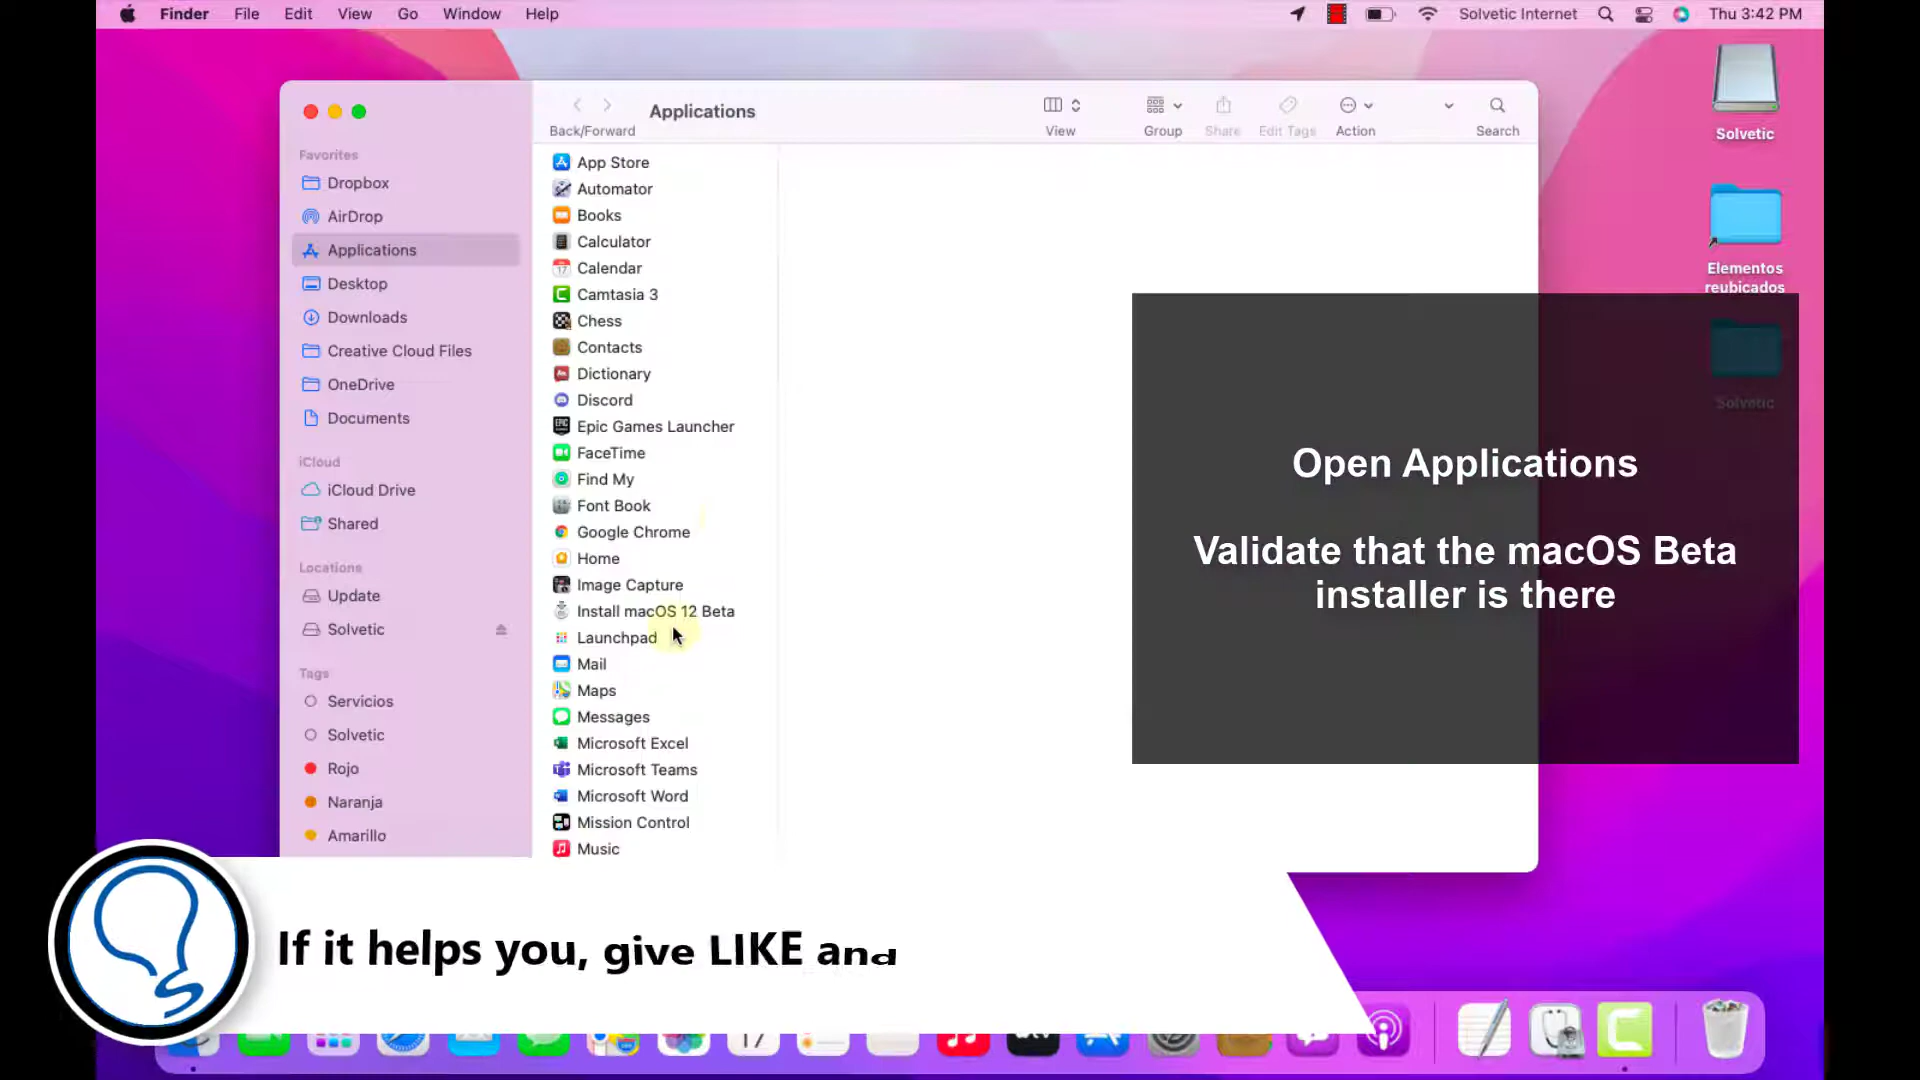 Finder File Edit View Go Window Help
Solvetic Internet Thu 3:42 PM
Applications
Back/Forward View Group Share Edit Tags Action Search
Favorites
Dropbox
AirDrop
Applications
Desktop
Downloads
Creative Cloud Files
OneDrive
Documents
iCloud
iCloud Drive
Shared
Locations
Update
Solvetic
Tags
Servicios
Solvetic
Rojo
Naranja
Amarillo
App Store
Automator
Books
Calculator
Calendar
Camtasia 3
Chess
Contacts
Dictionary
Discord
Epic Games Launcher
FaceTime
Find My
Font Book
Google Chrome
Home
Image Capture
Install macOS 12 Beta
Launchpad
Mail
Maps
Messages
Microsoft Excel
Microsoft Teams
Microsoft Word
Mission Control
Music
Solvetic
Elementos
reubicados
Solvetic
Open Applications
Validate that the macOS Beta
installer is there
If it helps you, give LIKE and
17